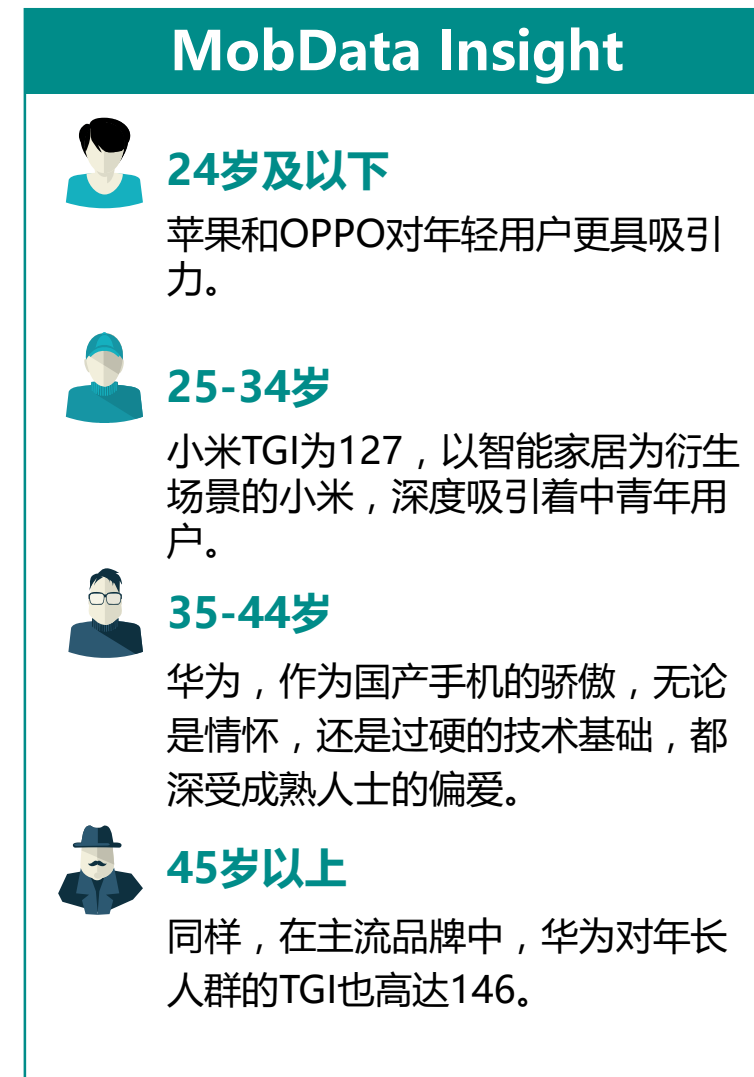 MobData Insight
24岁及以下
苹果和OPPO对年轻用户更具吸引
力。
25-34岁
小米TGI为127，以智能家居为衍生
场景的小米，深度吸引着中青年用
户。
35-44岁
华为，作为国产手机的骄傲，无论
是情怀，还是过硬的技术基础，都
深受成熟人士的偏爱。
45岁以上
同样，在主流品牌中，华为对年长
人群的TGI也高达146。